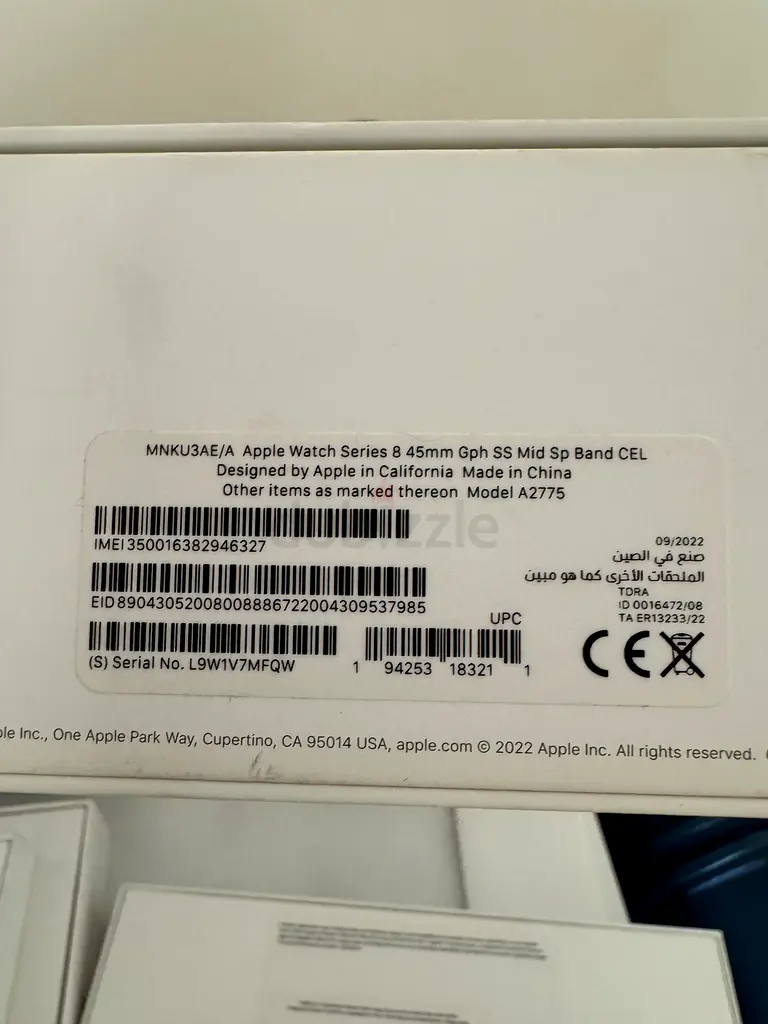 MNKU3AE/A Apple Watch Series 8 45mm Gph SS Mid Sp Band CEL
Designed by Apple in California Made in China
Other items as marked thereon Model A2775
dubizzle
IMEI 350016382946327
EID 89043052008008886722004309537985
(S) Serial No. L9W1V7MFQW
UPC
1 94253 18321 1
09/2022
صنع في الصين
الملحقات الأخرى كما هو مبين
TDRA
ID 0016472/08
TA ER13233/22
CE
ple Inc., One Apple Park Way, Cupertino, CA 95014 USA, apple.com © 2022 Apple Inc. All rights reserved.